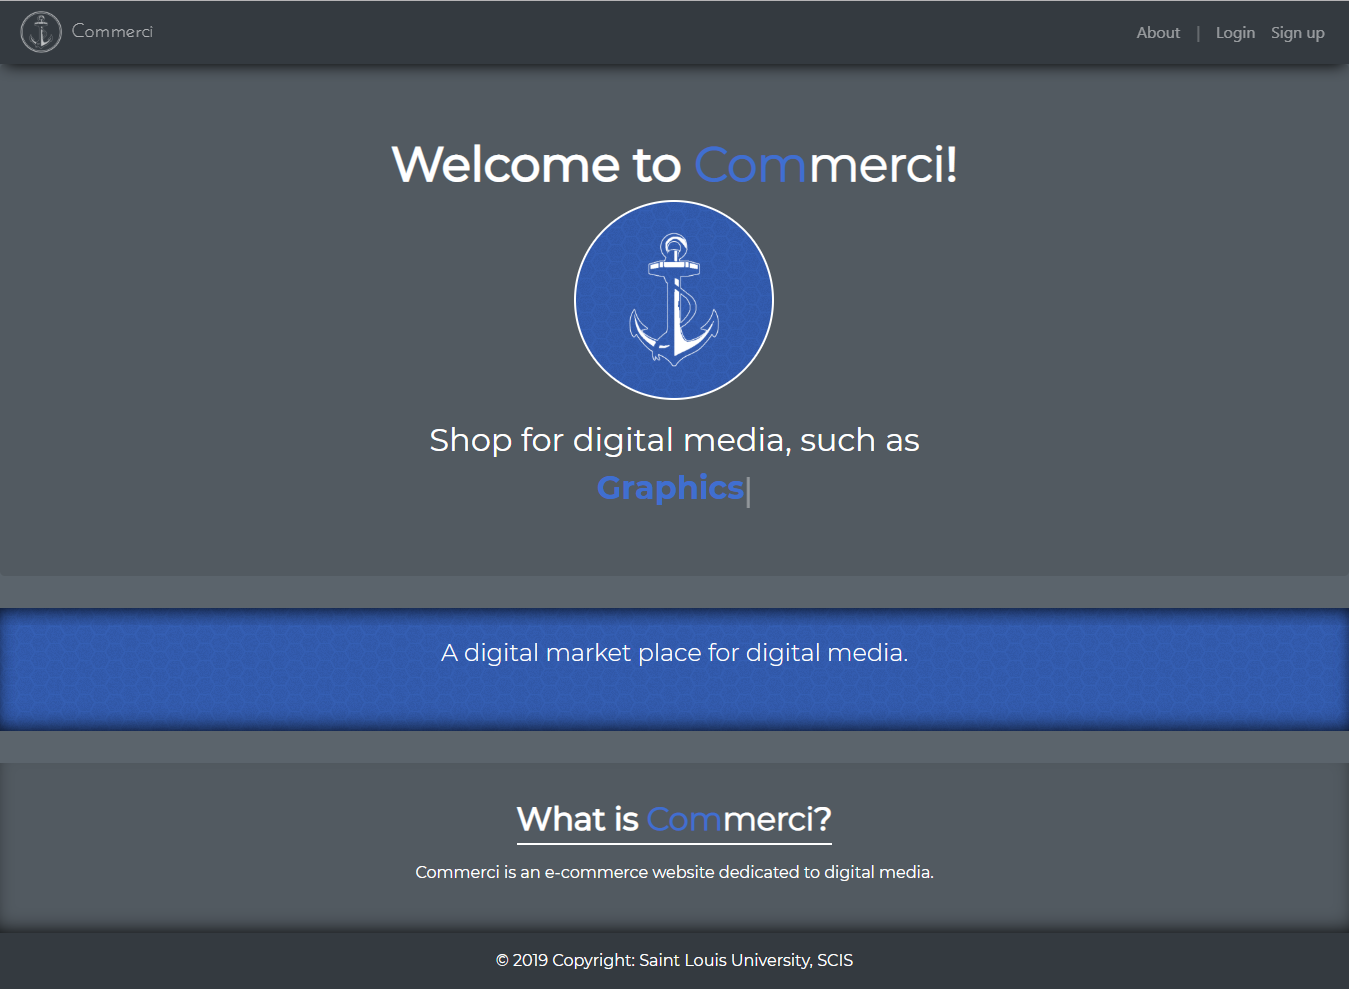 Commerci
About | Login Sign up
Welcome to Commerci!
Shop for digital media, such as
Graphics|
A digital market place for digital media.
What is Commerci?
Commerci is an e-commerce website dedicated to digital media.
© 2019 Copyright: Saint Louis University, SCIS